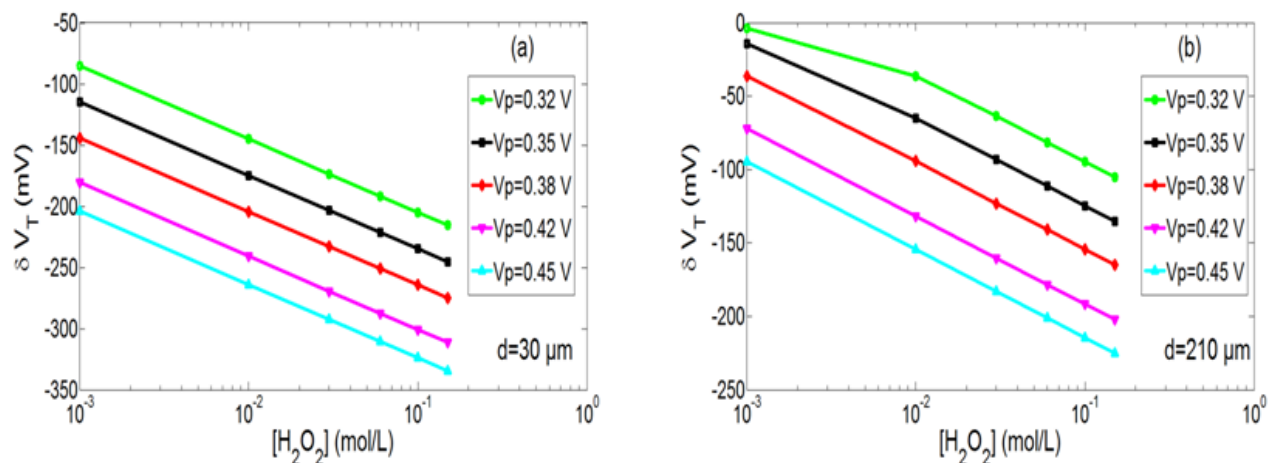 (a)
-50
-100
-150
-200
-250
-300
-350
δ V_T (mV)
Vp=0.32 V
Vp=0.35 V
Vp=0.38 V
Vp=0.42 V
Vp=0.45 V
d=30 μm
10^-3
10^-2
10^-1
10^0
[H_2O_2] (mol/L)
(b)
0
-50
-100
-150
-200
-250
δ V_T (mV)
Vp=0.32 V
Vp=0.35 V
Vp=0.38 V
Vp=0.42 V
Vp=0.45 V
d=210 μm
10^-3
10^-2
10^-1
10^0
[H_2O_2] (mol/L)